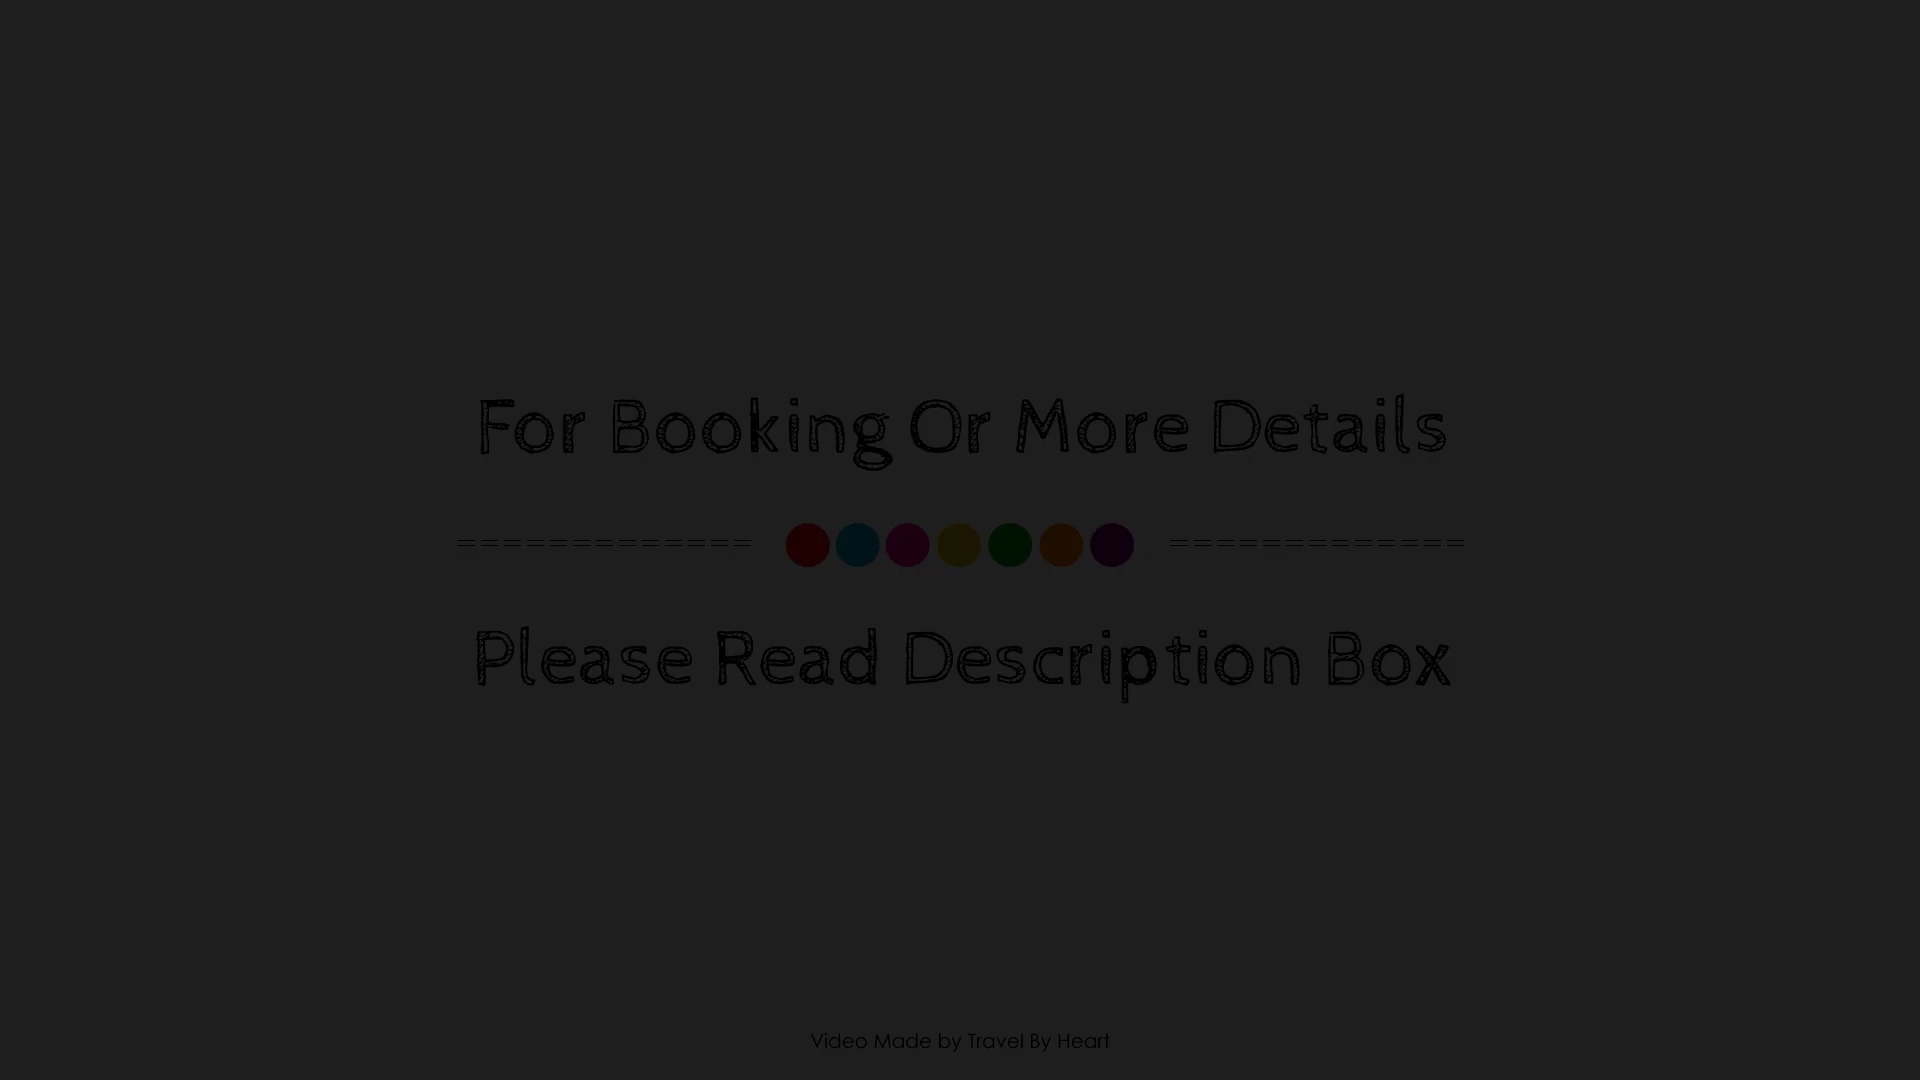 For Booking Or More Details
============= =============
Please Read Description Box
Video Made by Travel By Heart